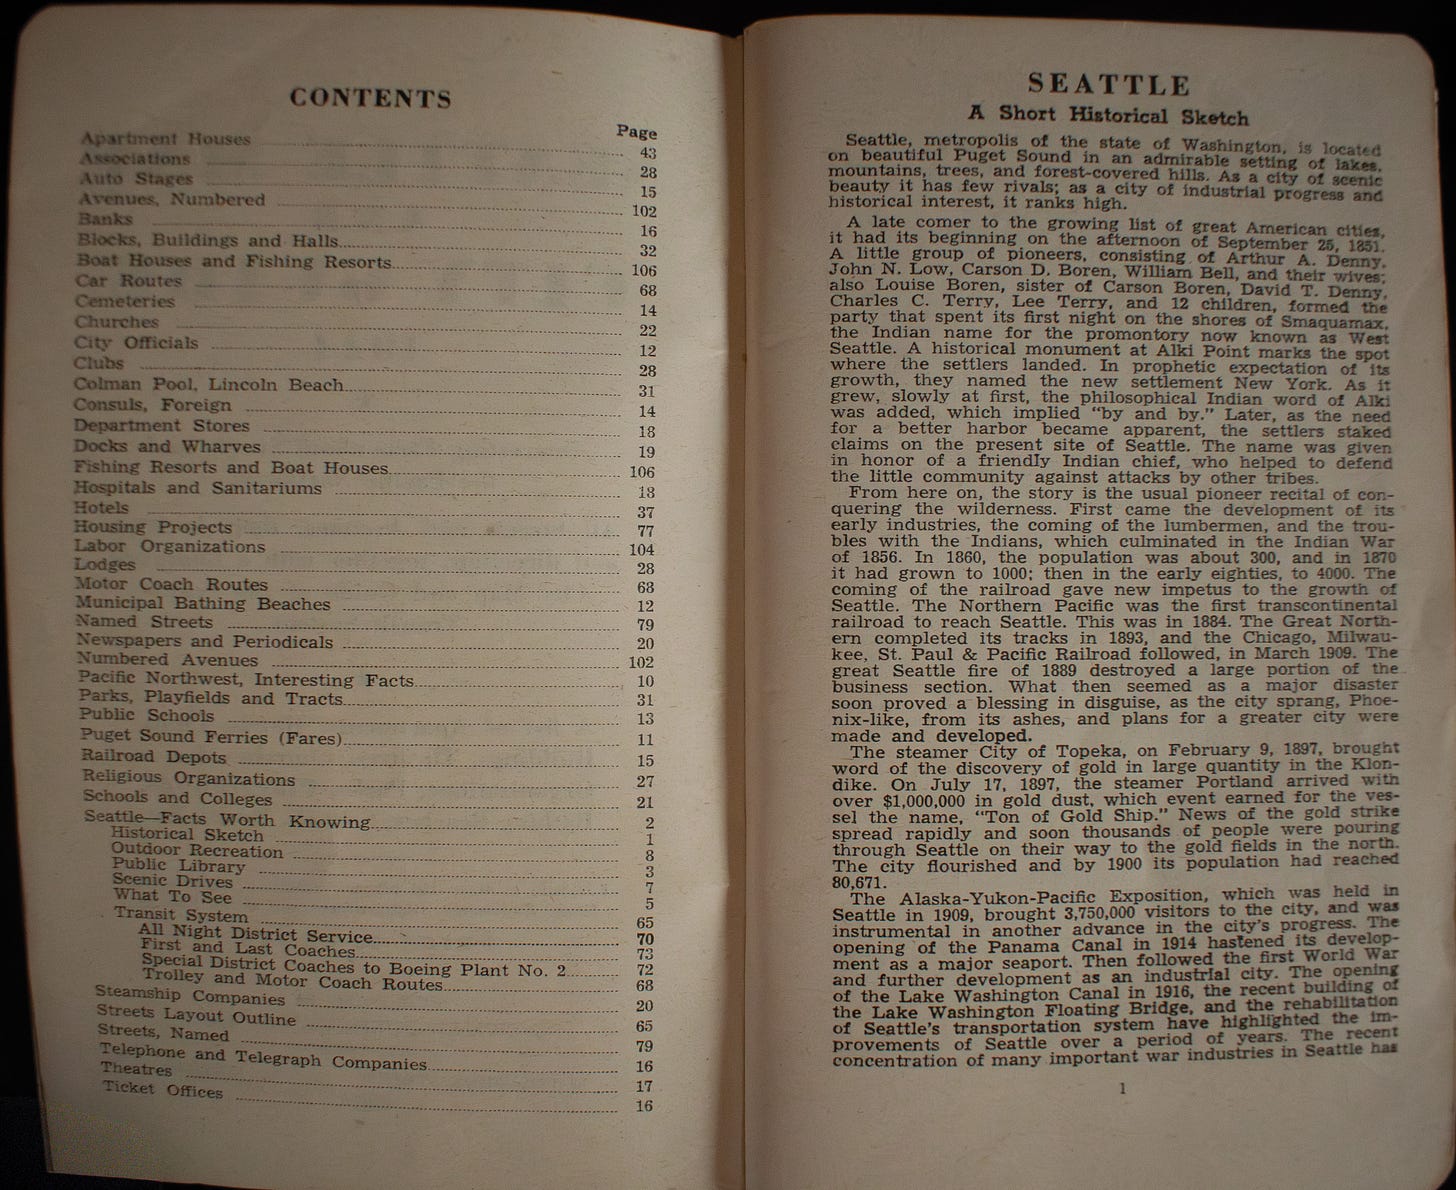 CONTENTS
Page
Apartment Houses 43
Associations 28
Auto Stages 15
Avenues, Numbered 102
Banks 16
Blocks, Buildings and Halls 32
Boat Houses and Fishing Resorts 106
Car Routes 68
Cemeteries 14
Churches 22
City Officials 12
Clubs 28
Colman Pool, Lincoln Beach 31
Consuls, Foreign 14
Department Stores 18
Docks and Wharves 19
Fishing Resorts and Boat Houses 106
Hospitals and Sanitariums 18
Hotels 37
Housing Projects 77
Labor Organizations 104
Lodges 28
Motor Coach Routes 68
Municipal Bathing Beaches 12
Named Streets 79
Newspapers and Periodicals 20
Numbered Avenues 102
Pacific Northwest, Interesting Facts 10
Parks, Playfields and Tracts 31
Public Schools 13
Puget Sound Ferries (Fares) 11
Railroad Depots 15
Religious Organizations 27
Schools and Colleges 21
Seattle—Facts Worth Knowing 2
Historical Sketch 1
Outdoor Recreation 8
Public Library 3
Scenic Drives 7
What To See 5
Transit System 65
All Night District Service 70
First and Last Coaches 73
Special District Coaches to Boeing Plant No. 2 72
Trolley and Motor Coach Routes 68
Steamship Companies 20
Streets Layout Outline 65
Streets, Named 79
Telephone and Telegraph Companies 16
Theatres 17
Ticket Offices 16
SEATTLE
A Short Historical Sketch
Seattle, metropolis of the state of Washington, is located
on beautiful Puget Sound in an admirable setting of lakes,
mountains, trees, and forest-covered hills. As a city of scenic
beauty it has few rivals; as a city of industrial progress and
historical interest, it ranks high.
A late comer to the growing list of great American cities,
it had its beginning on the afternoon of September 25, 1851.
A little group of pioneers, consisting of Arthur A. Denny,
John N. Low, Carson D. Boren, William Bell, and their wives;
also Louise Boren, sister of Carson Boren, David T. Denny,
Charles C. Terry, Lee Terry, and 12 children, formed the
party that spent its first night on the shores of Smaquamax,
the Indian name for the promontory now known as West
Seattle. A historical monument at Alki Point marks the spot
where the settlers landed. In prophetic expectation of its
growth, they named the new settlement New York. As it
grew, slowly at first, the philosophical Indian word of Alki
was added, which implied "by and by." Later, as the need
for a better harbor became apparent, the settlers staked
claims on the present site of Seattle. The name was given
in honor of a friendly Indian chief, who helped to defend
the little community against attacks by other tribes.
From here on, the story is the usual pioneer recital of con-
quering the wilderness. First came the development of its
early industries, the coming of the lumbermen, and the trou-
bles with the Indians, which culminated in the Indian War
of 1856. In 1860, the population was about 300, and in 1870
it had grown to 1000; then in the early eighties, to 4000. The
coming of the railroad gave new impetus to the growth of
Seattle. The Northern Pacific was the first transcontinental
railroad to reach Seattle. This was in 1884. The Great North-
ern completed its tracks in 1893, and the Chicago, Milwau-
kee, St. Paul & Pacific Railroad followed, in March 1909. The
great Seattle fire of 1889 destroyed a large portion of the
business section. What then seemed as a major disaster
soon proved a blessing in disguise, as the city sprang, Phoe-
nix-like, from its ashes, and plans for a greater city were
made and developed.
The steamer City of Topeka, on February 9, 1897, brought
word of the discovery of gold in large quantity in the Klon-
dike. On July 17, 1897, the steamer Portland arrived with
over $1,000,000 in gold dust, which event earned for the ves-
sel the name, "Ton of Gold Ship." News of the gold strike
spread rapidly and soon thousands of people were pouring
through Seattle on their way to the gold fields in the north.
The city flourished and by 1900 its population had reached
80,671.
The Alaska-Yukon-Pacific Exposition, which was held in
Seattle in 1909, brought 3,750,000 visitors to the city, and was
instrumental in another advance in the city's progress. The
opening of the Panama Canal in 1914 hastened its develop-
ment as a major seaport. Then followed the first World War
and further development as an industrial city. The opening
of the Lake Washington Canal in 1916, the recent building of
the Lake Washington Floating Bridge, and the rehabilitation
of Seattle's transportation system have highlighted the im-
provements of Seattle over a period of years. The recent
concentration of many important war industries in Seattle has
1